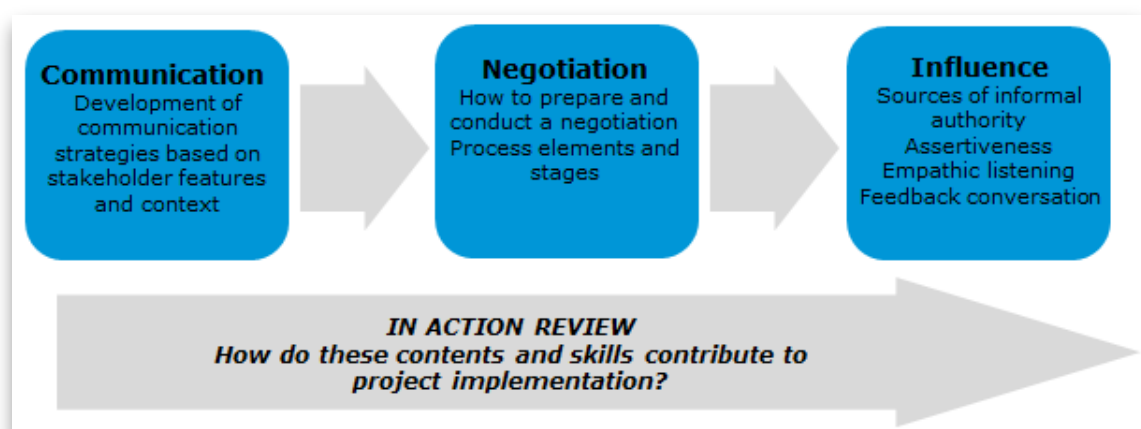 Communication
Development of
communication
strategies based on
stakeholder features
and context
Negotiation
How to prepare and
conduct a negotiation
Process elements and
stages
Influence
Sources of informal
authority
Assertiveness
Empathic listening
Feedback conversation
IN ACTION REVIEW
How do these contents and skills contribute to
project implementation?